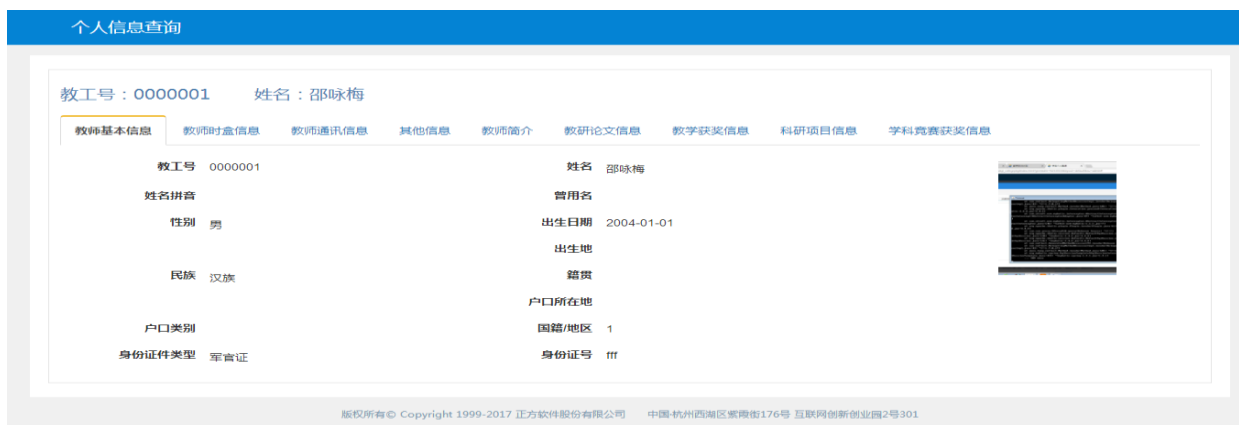 个人信息查询
教工号：0000001 姓名：邵咏梅
教师基本信息 教师时盒信息 教师通讯信息 其他信息 教师简介 教研论文信息 教学获奖信息 科研项目信息 学科竞赛获奖信息
教工号 0000001 姓名 邵咏梅
姓名拼音 曾用名
性别 男 出生日期 2004-01-01
出生地
民族 汉族 籍贯
户口所在地
户口类别 国籍/地区 1
身份证件类型 军官证 身份证号 fff
版权所有© Copyright 1999-2017 正方软件股份有限公司 中国·杭州西湖区紫霞街176号 互联网创新创业园2号301